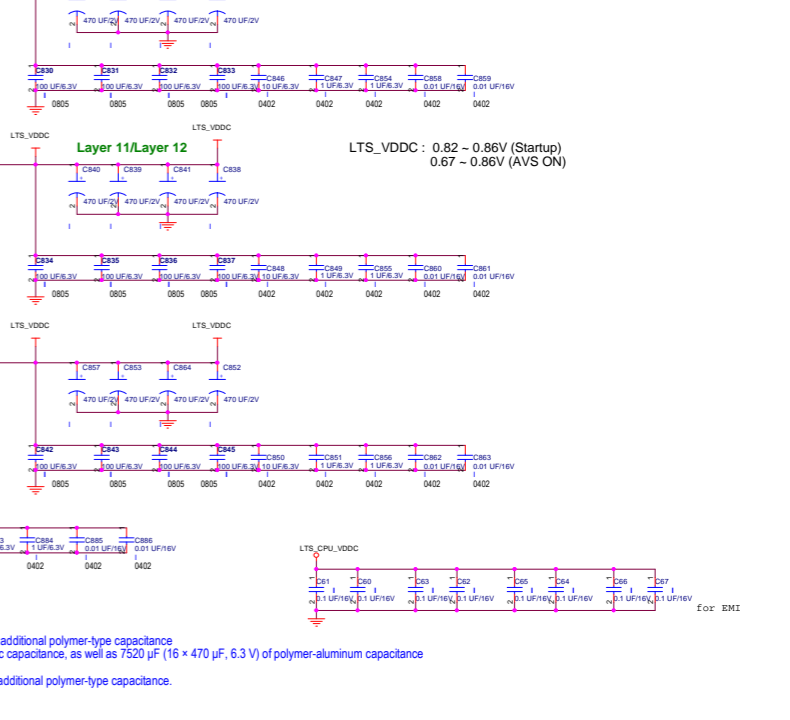 470 UF/2V 470 UF/2V 470 UF/2V 470 UF/2V
C830 C831 C832 C833 C846 C847 C854 C858 C859
100 UF/6.3V 100 UF/6.3V 100 UF/6.3V 100 UF/6.3V 10 UF/6.3V 1 UF/6.3V 1 UF/6.3V 0.01 UF/16V 0.01 UF/16V
0805 0805 0805 0805 0402 0402 0402 0402 0402
LTS_VDDC LTS_VDDC
Layer 11/Layer 12
LTS_VDDC : 0.82 ~ 0.86V (Startup)
0.67 ~ 0.86V (AVS ON)
C840 C839 C841 C838
470 UF/2V 470 UF/2V 470 UF/2V 470 UF/2V
C834 C835 C836 C837 C848 C849 C855 C860 C861
100 UF/6.3V 100 UF/6.3V 100 UF/6.3V 100 UF/6.3V 10 UF/6.3V 1 UF/6.3V 1 UF/6.3V 0.01 UF/16V 0.01 UF/16V
0805 0805 0805 0805 0402 0402 0402 0402 0402
LTS_VDDC LTS_VDDC
C857 C853 C864 C852
470 UF/2V 470 UF/2V 470 UF/2V 470 UF/2V
C842 C843 C844 C845 C850 C851 C856 C862 C863
100 UF/6.3V 100 UF/6.3V 100 UF/6.3V 100 UF/6.3V 10 UF/6.3V 1 UF/6.3V 1 UF/6.3V 0.01 UF/16V 0.01 UF/16V
0805 0805 0805 0805 0402 0402 0402 0402 0402
3 C884 C885 C886
6.3V 1 UF/6.3V 0.01 UF/16V 0.01 UF/16V
0402 0402 0402
LTS_CPU_VDDC
C61 C60 C63 C62 C65 C64 C66 C67
0.1 UF/16V 0.1 UF/16V 0.1 UF/16V 0.1 UF/16V 0.1 UF/16V 0.1 UF/16V 0.1 UF/16V 0.1 UF/16V
for EMI
additional polymer-type capacitance
c capacitance, as well as 7520 µF (16 × 470 µF, 6.3 V) of polymer-aluminum capacitance
additional polymer-type capacitance.